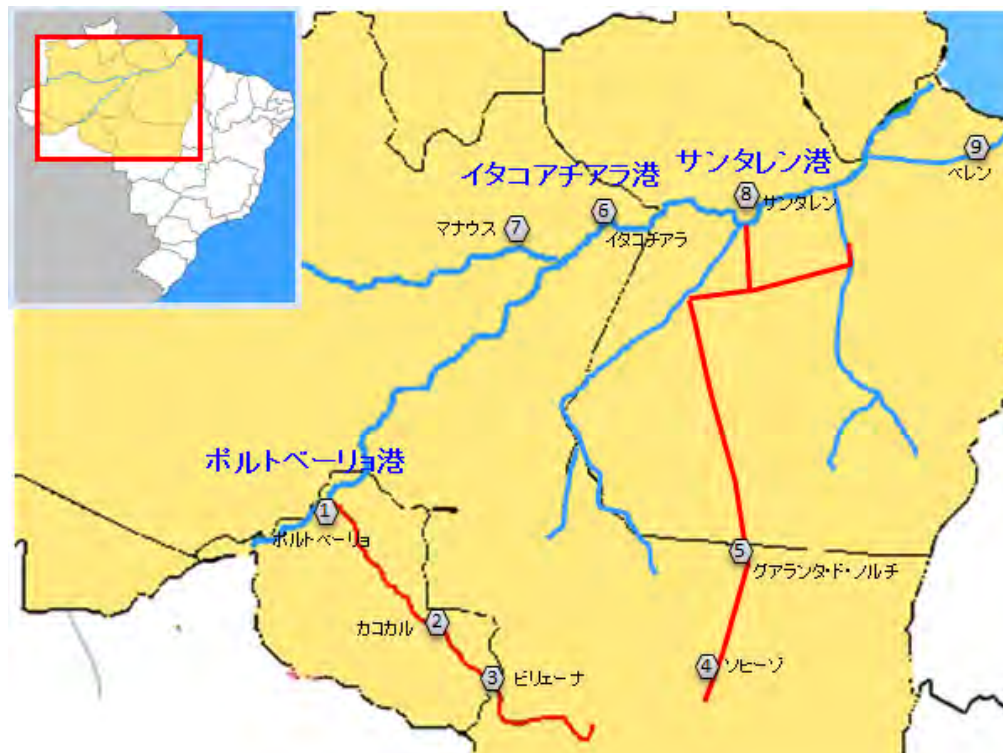 9
ベレン
サンタレン港
イタコアチアラ港
8
サンタレン
6
7
マナウス
イタコチアラ
ポルトベーリョ港
1
ポルトベーリョ
5
グアランタ・ド・ノルチ
2
カコカル
4
ソヒーゾ
3
ビリェーナ